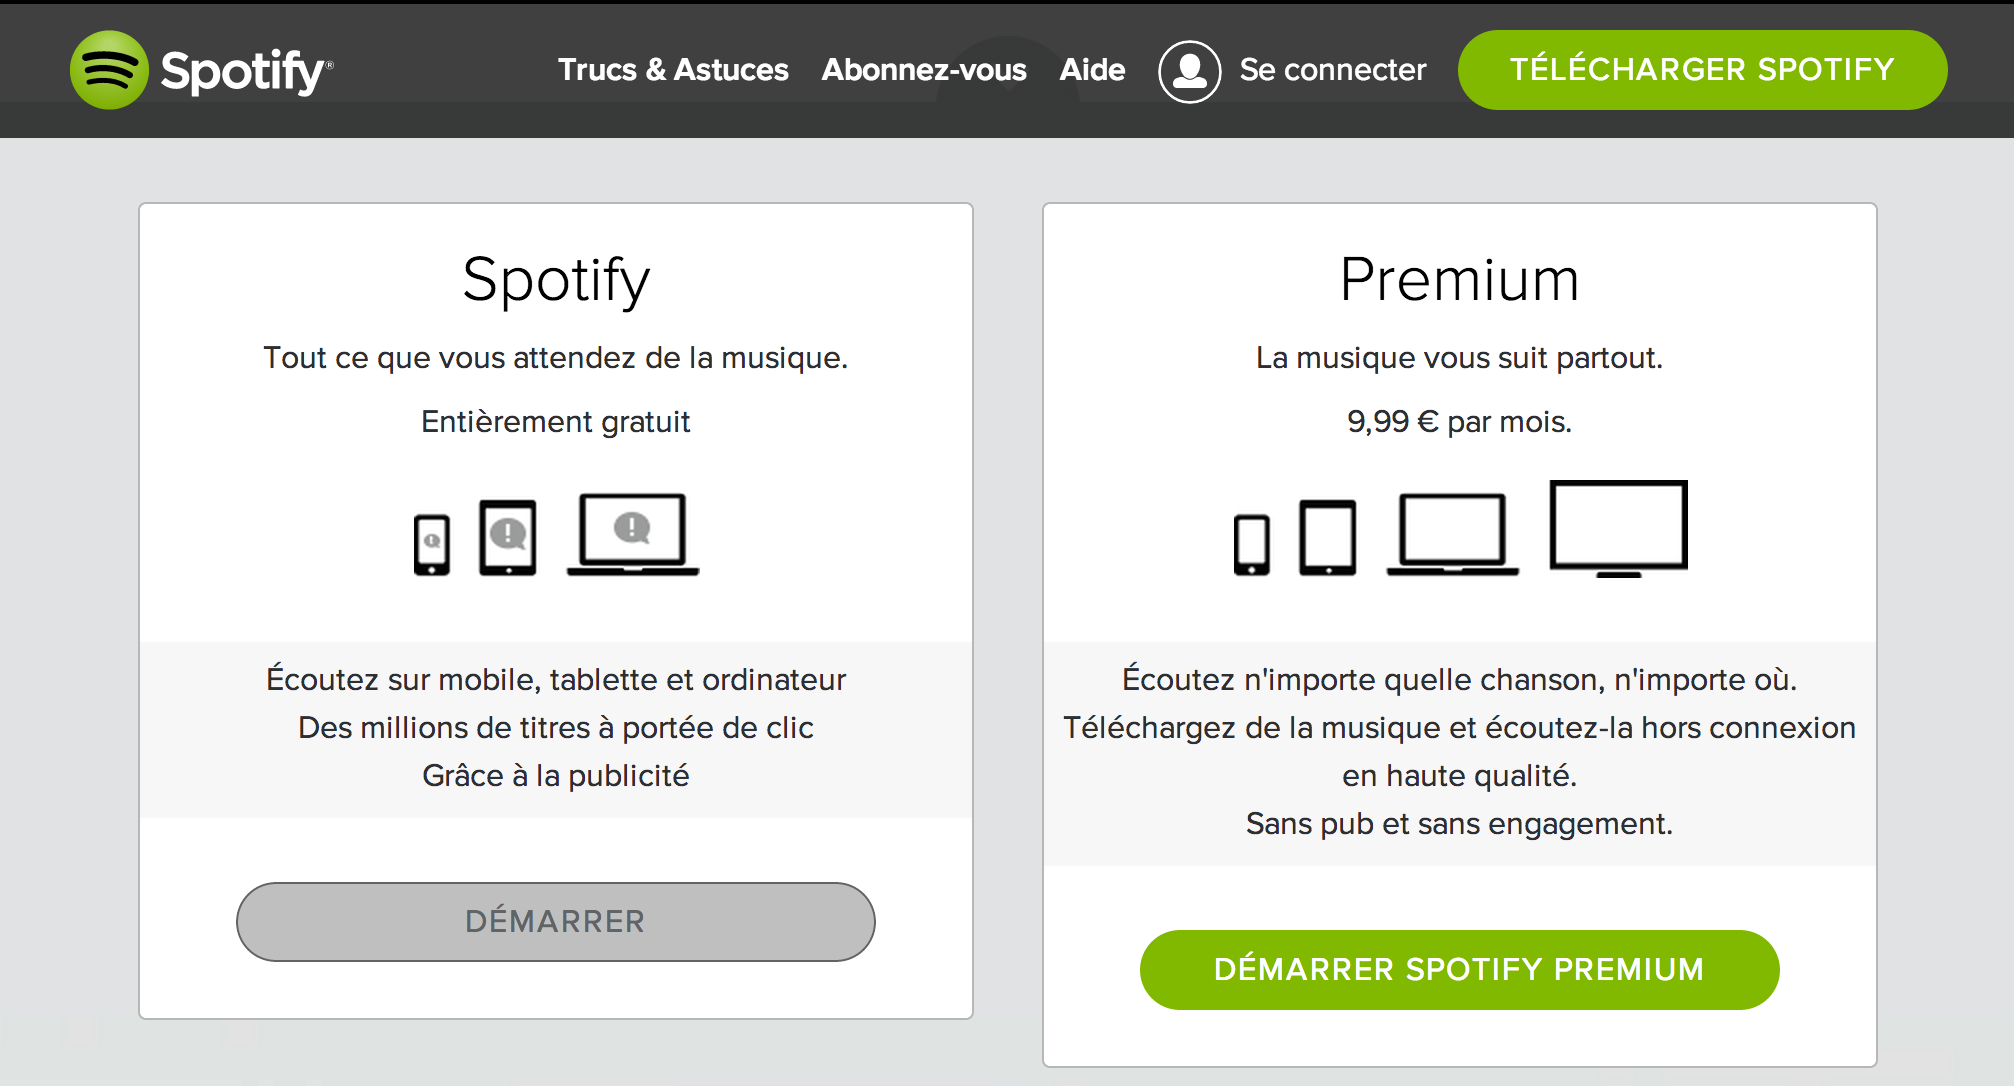 Spotify®
Trucs & Astuces
Abonnez-vous
Aide
Se connecter
TÉLÉCHARGER SPOTIFY
Spotify
Tout ce que vous attendez de la musique.
Entièrement gratuit
Écoutez sur mobile, tablette et ordinateur
Des millions de titres à portée de clic
Grâce à la publicité
DÉMARRER
Premium
La musique vous suit partout.
9,99 € par mois.
Écoutez n'importe quelle chanson, n'importe où.
Téléchargez de la musique et écoutez-la hors connexion
en haute qualité.
Sans pub et sans engagement.
DÉMARRER SPOTIFY PREMIUM